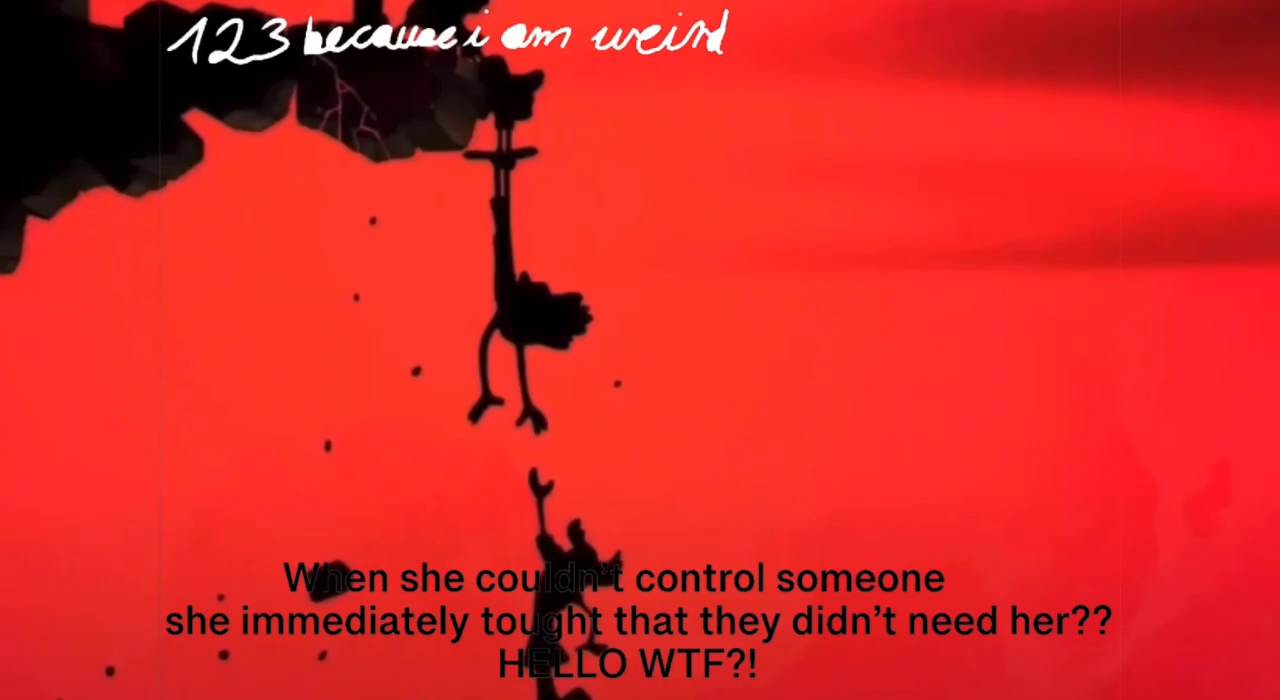 123 because i am weird
When she couldn't control someone
she immediately tought that they didn't need her??
HELLO WTF?!